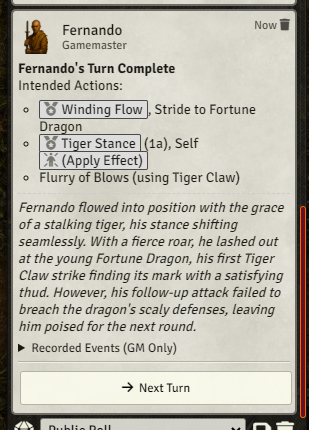 Fernando
Now
Gamemaster
Fernando's Turn Complete
Intended Actions:
Winding Flow , Stride to Fortune
Dragon
Tiger Stance (1a), Self
(Apply Effect)
Flurry of Blows (using Tiger Claw)
Fernando flowed into position with the grace
of a stalking tiger, his stance shifting
seamlessly. With a fierce roar, he lashed out
at the young Fortune Dragon, his first Tiger
Claw strike finding its mark with a satisfying
thud. However, his follow-up attack failed to
breach the dragon's scaly defenses, leaving
him poised for the next round.
▶ Recorded Events (GM Only)
→ Next Turn
Public Roll